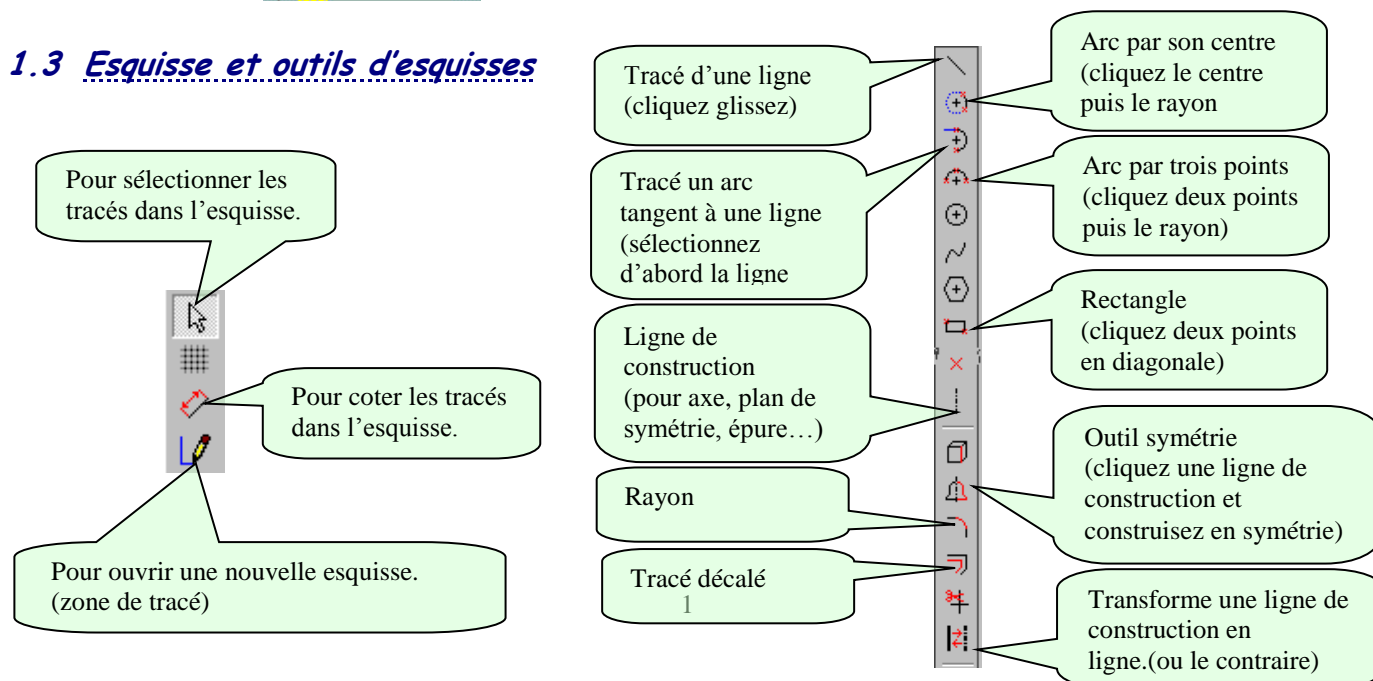 1.3 Esquisse et outils d'esquisses
Pour sélectionner les
tracés dans l'esquisse.
Pour coter les tracés
dans l'esquisse.
Pour ouvrir une nouvelle esquisse.
(zone de tracé)
Tracé d'une ligne
(cliquez glissez)
Tracé un arc
tangent à une ligne
(sélectionnez
d'abord la ligne
Ligne de
construction
(pour axe, plan de
symétrie, épure…)
Rayon
Tracé décalé
1
Arc par son centre
(cliquez le centre
puis le rayon
Arc par trois points
(cliquez deux points
puis le rayon)
Rectangle
(cliquez deux points
en diagonale)
Outil symétrie
(cliquez une ligne de
construction et
construisez en symétrie)
Transforme une ligne de
construction en
ligne.(ou le contraire)